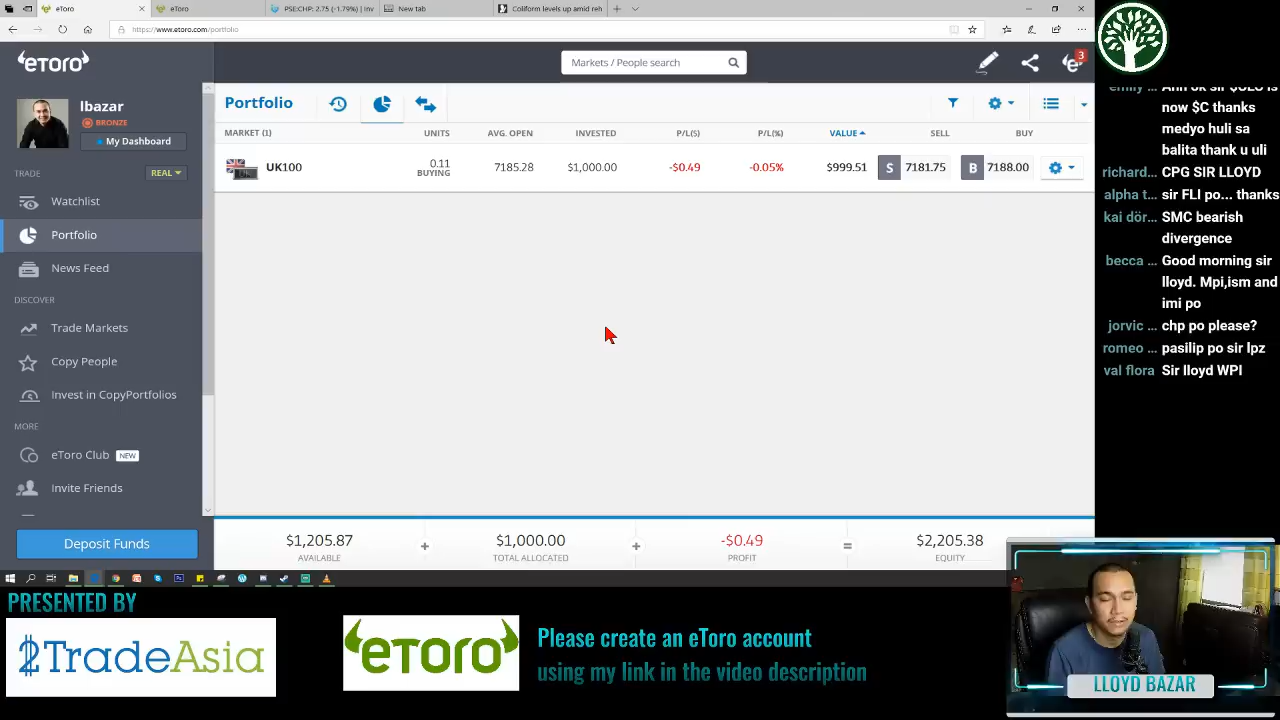 eToro
eToro
PSE:CHP: 2.75 (-1.79%) | Inv
New tab
Coliform levels up amid reh
https://www.etoro.com/portfolio
eToro
Markets / People search
3
lbazar
BRONZE
My Dashboard
TRADE
REAL
Watchlist
Portfolio
News Feed
DISCOVER
Trade Markets
Copy People
Invest in CopyPortfolios
MORE
eToro Club NEW
Invite Friends
Deposit Funds
Portfolio
MARKET (1) UNITS AVG. OPEN INVESTED P/L($) P/L(%) VALUE SELL BUY
UK100 0.11 7185.28 $1,000.00 -$0.49 -0.05% $999.51 S 7181.75 B 7188.00
BUYING
$1,205.87 + $1,000.00 + -$0.49 = $2,205.38
AVAILABLE TOTAL ALLOCATED PROFIT EQUITY
now $C thanks
medyo huli sa
balita thank u uli
richard... CPG SIR LLOYD
alpha t... sir FLI po... thanks
kai dör... SMC bearish
divergence
becca ... Good morning sir
lloyd. Mpi,ism and
imi po
jorvic ... chp po please?
romeo ... pasilip po sir lpz
val flora Sir lloyd WPI
PRESENTED BY
2TradeAsia
eToro
Please create an eToro account
using my link in the video description
LLOYD BAZAR